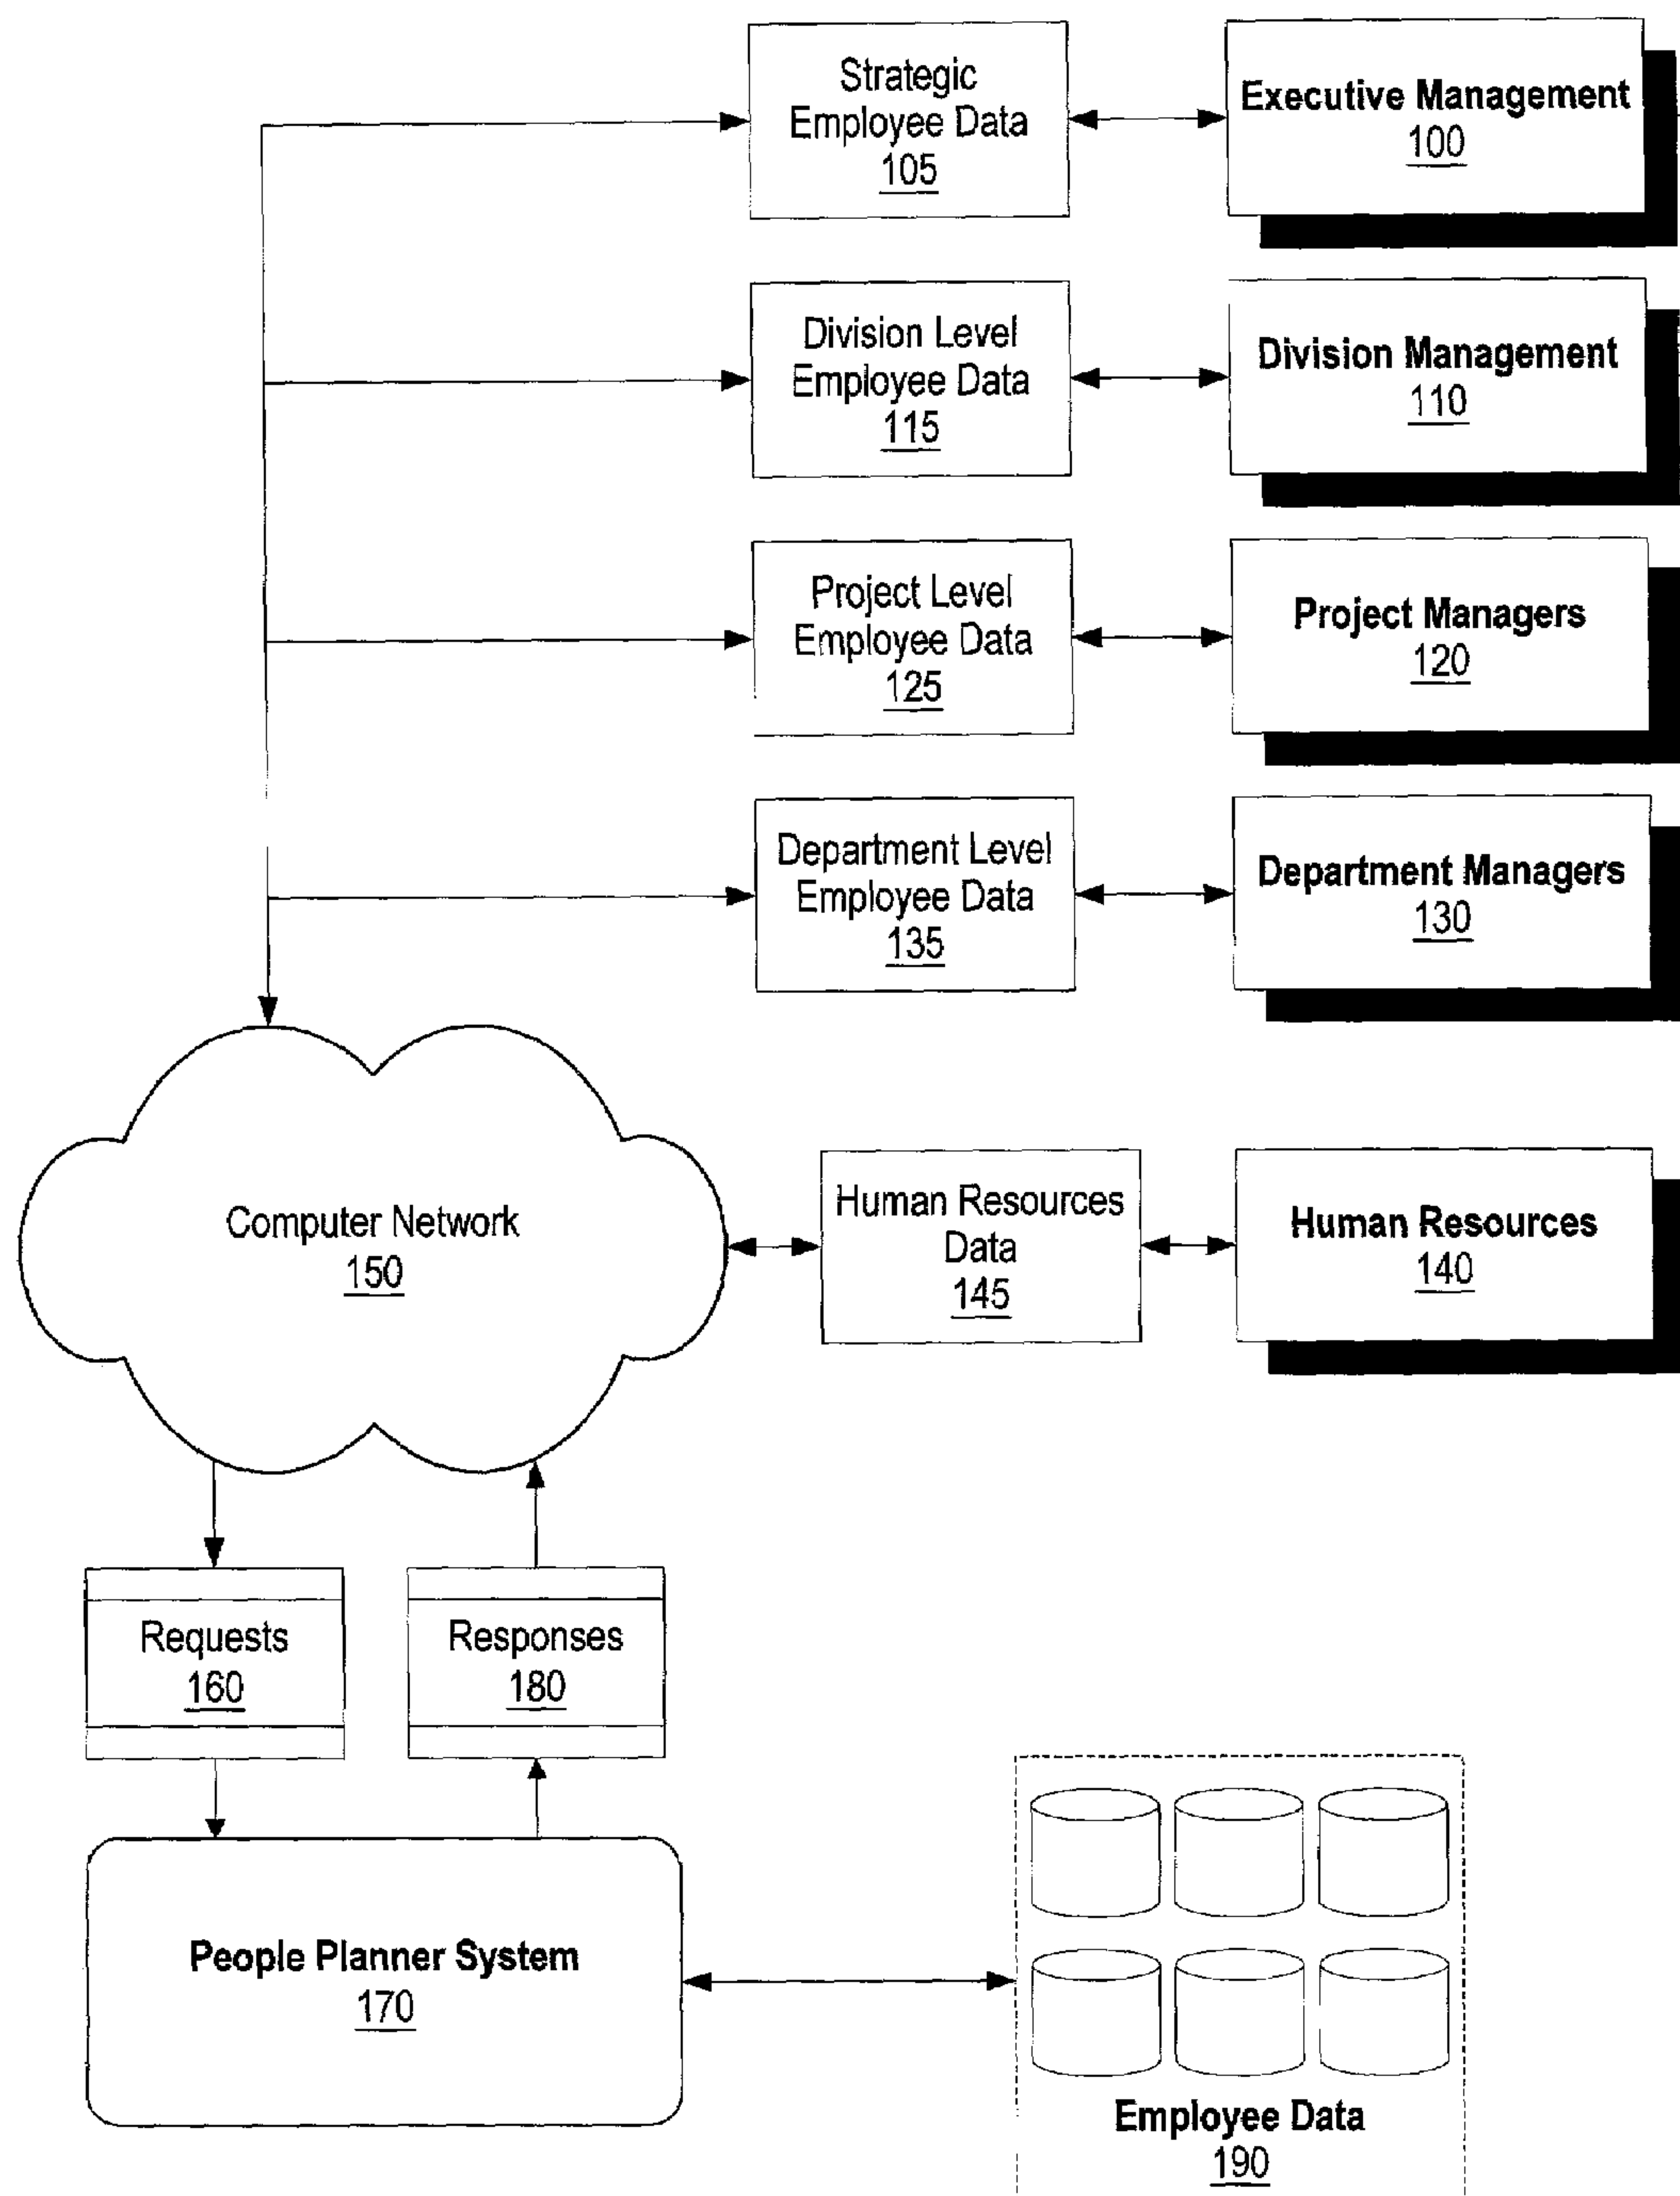 Strategic
Employee Data
105
Executive Management
100
Division Level
Employee Data
115
Division Management
110
Project Level
Employee Data
125
Project Managers
120
Department Level
Employee Data
135
Department Managers
130
Computer Network
150
Human Resources
Data
145
Human Resources
140
Requests
160
Responses
180
People Planner System
170
Employee Data
190